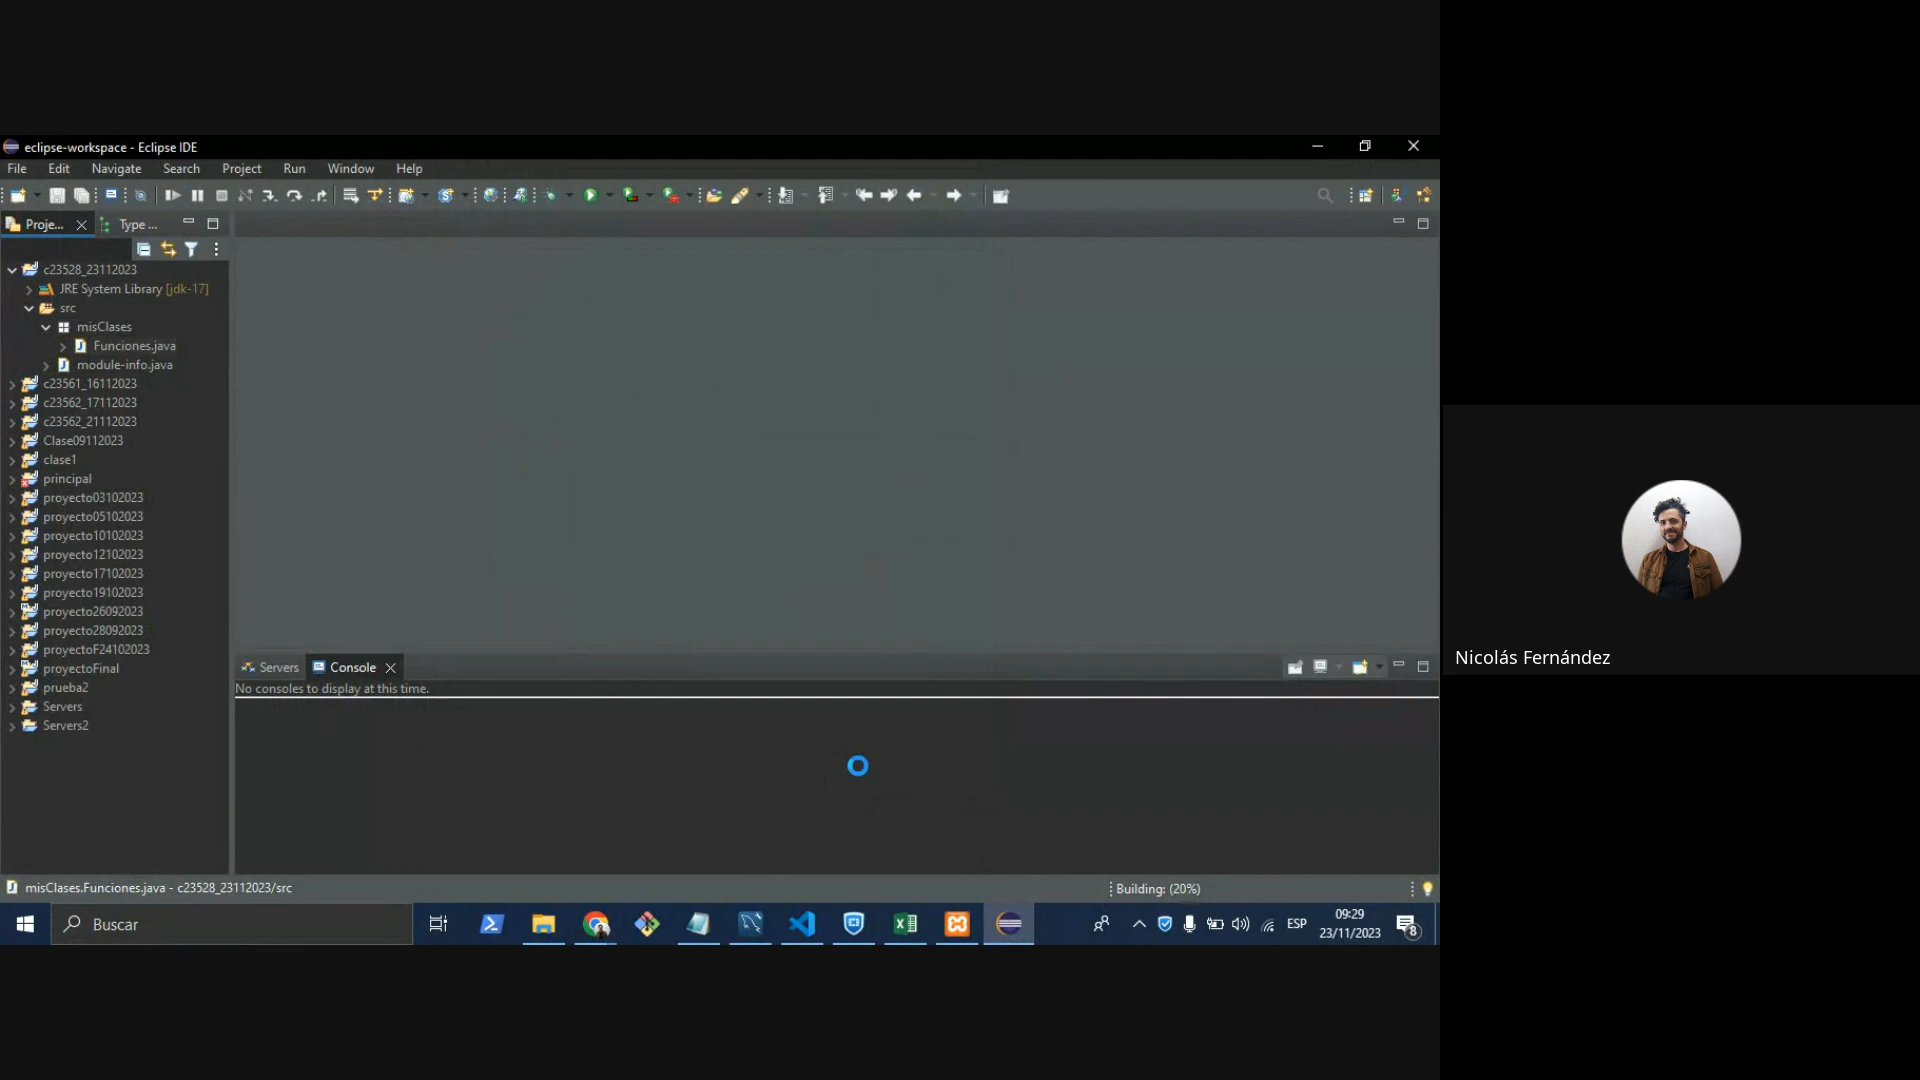 eclipse-workspace - Eclipse IDE
File Edit Navigate Search Project Run Window Help
Proje... Type ...
c23528_23112023
JRE System Library [jdk-17]
src
misClases
Funciones.java
module-info.java
c23561_16112023
c23562_17112023
c23562_21112023
Clase09112023
clase1
principal
proyecto03102023
proyecto05102023
proyecto10102023
proyecto12102023
proyecto17102023
proyecto19102023
proyecto26092023
proyecto28092023
proyectoF24102023
proyectoFinal
prueba2
Servers
Servers2
Servers Console
No consoles to display at this time.
misClases.Funciones.java - c23528_23112023/src
Building: (20%)
Buscar
ESP
09:29
23/11/2023
8
Nicolás Fernández